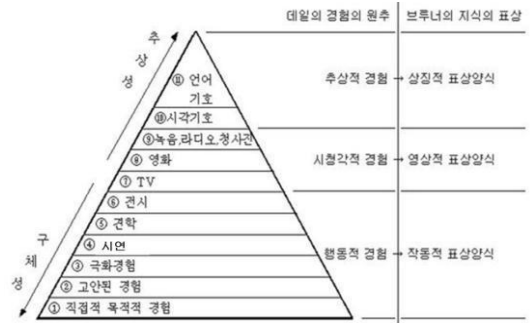 데일의 경험의 원추 브루너의 지식의 표상
추상성
⑪ 언어
기호
추상적 경험 → 상징적 표상양식
⑩시각기호
⑨녹음,라디오,정사진
⑧ 영화
시청각적 경험 → 영상적 표상양식
⑦ TV
⑥ 전시
⑤ 견학
④ 시연
행동적 경험 → 작동적 표상양식
구체성
③ 극화경험
② 고안된 경험
① 직접적 목적적 경험